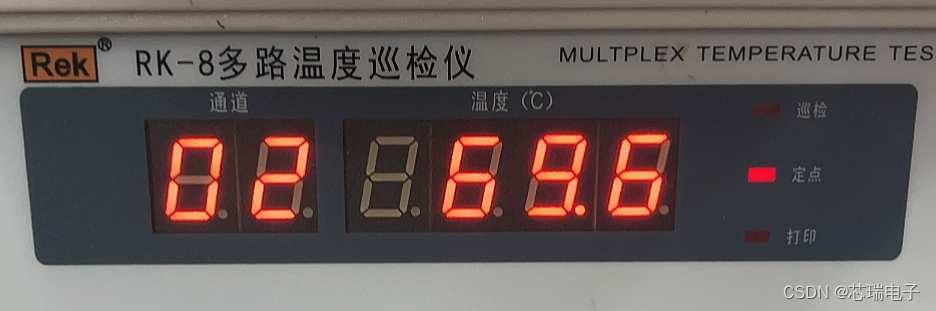 Rek® RK-8多路温度巡检仪 MULTPLEX TEMPERATURE TES
通道 温度（℃） 巡检
02 69.6 定点
打印
CSDN @芯瑞电子